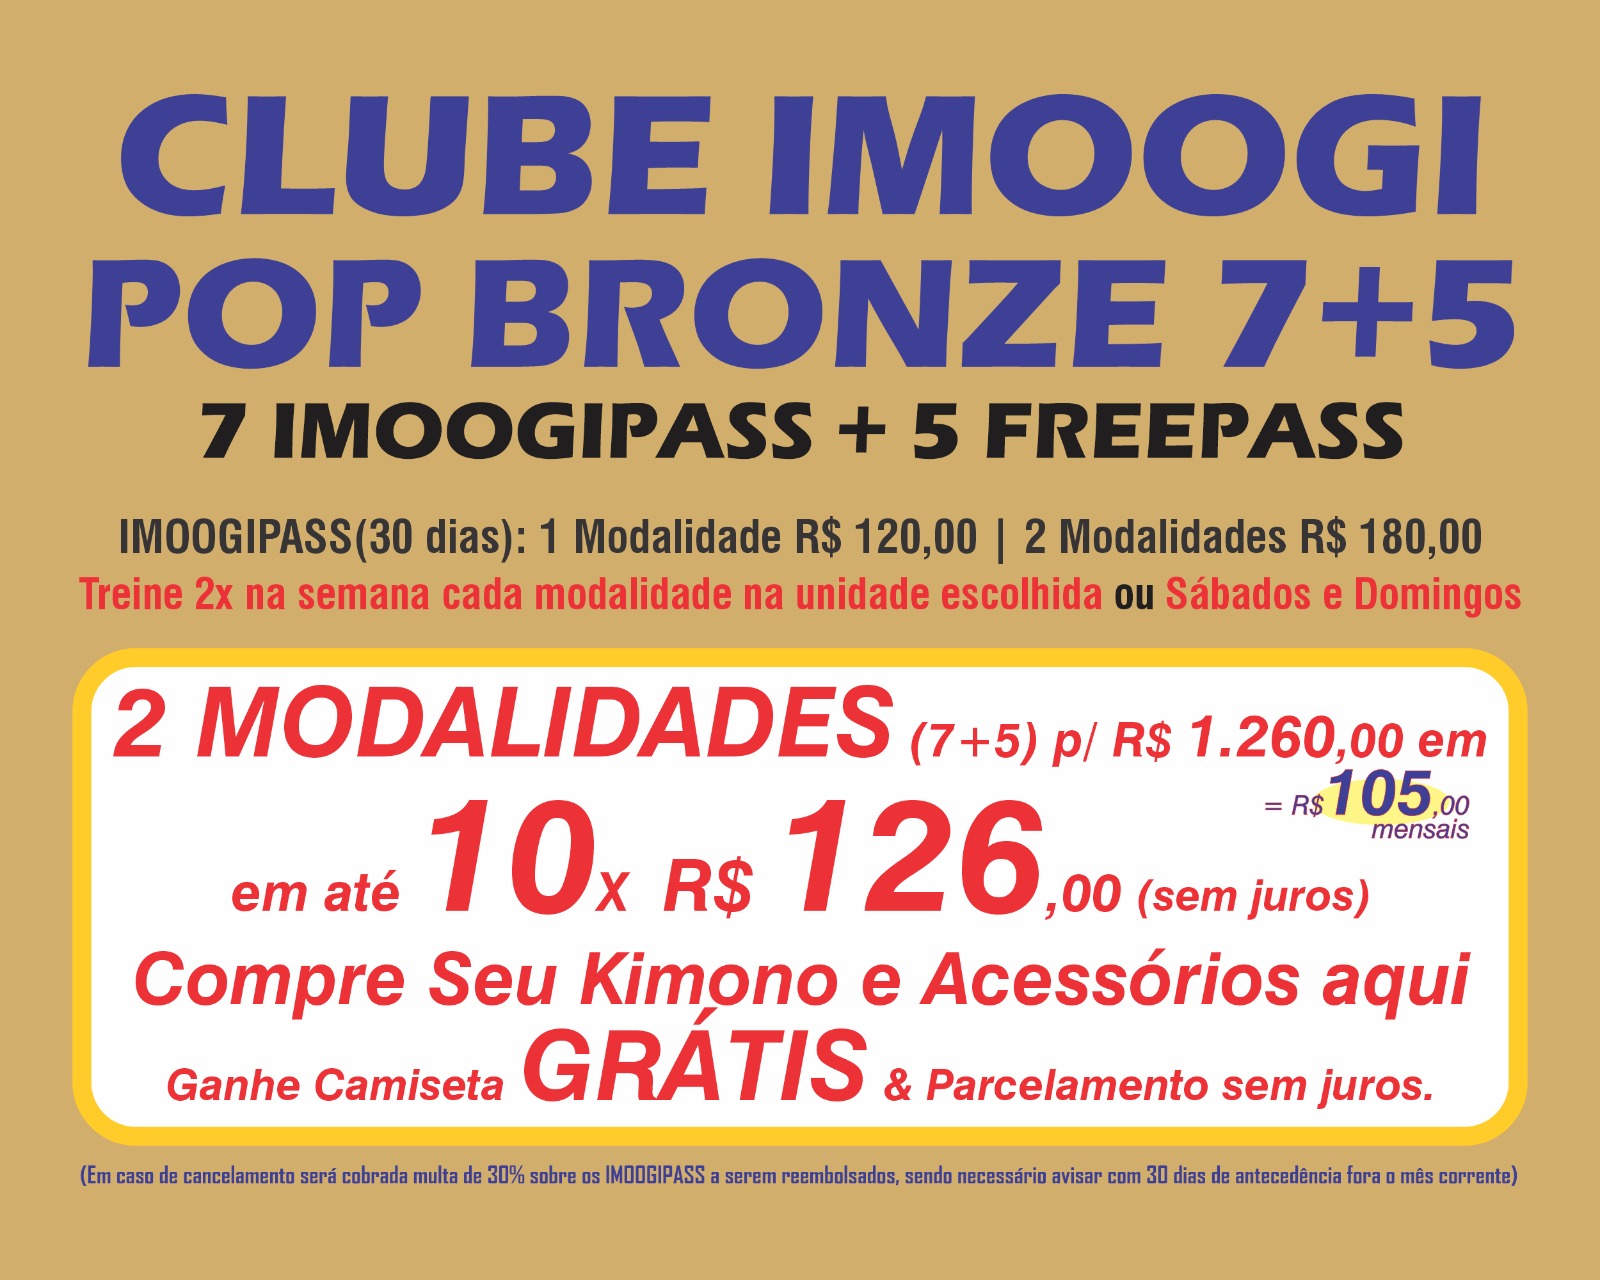 CLUBE IMOOGI
POP BRONZE 7+5
7 IMOOGIPASS + 5 FREEPASS
IMOOGIPASS(30 dias): 1 Modalidade R$ 120,00 | 2 Modalidades R$ 180,00
Treine 2x na semana cada modalidade na unidade escolhida ou Sábados e Domingos
2 MODALIDADES (7+5) p/ R$ 1.260,00 em
= R$ 105,00
mensais
em até 10x R$ 126,00 (sem juros)
Compre Seu Kimono e Acessórios aqui
Ganhe Camiseta GRÁTIS & Parcelamento sem juros.
(Em caso de cancelamento será cobrada multa de 30% sobre os IMOOGIPASS a serem reembolsados, sendo necessário avisar com 30 dias de antecedência fora o mês corrente)